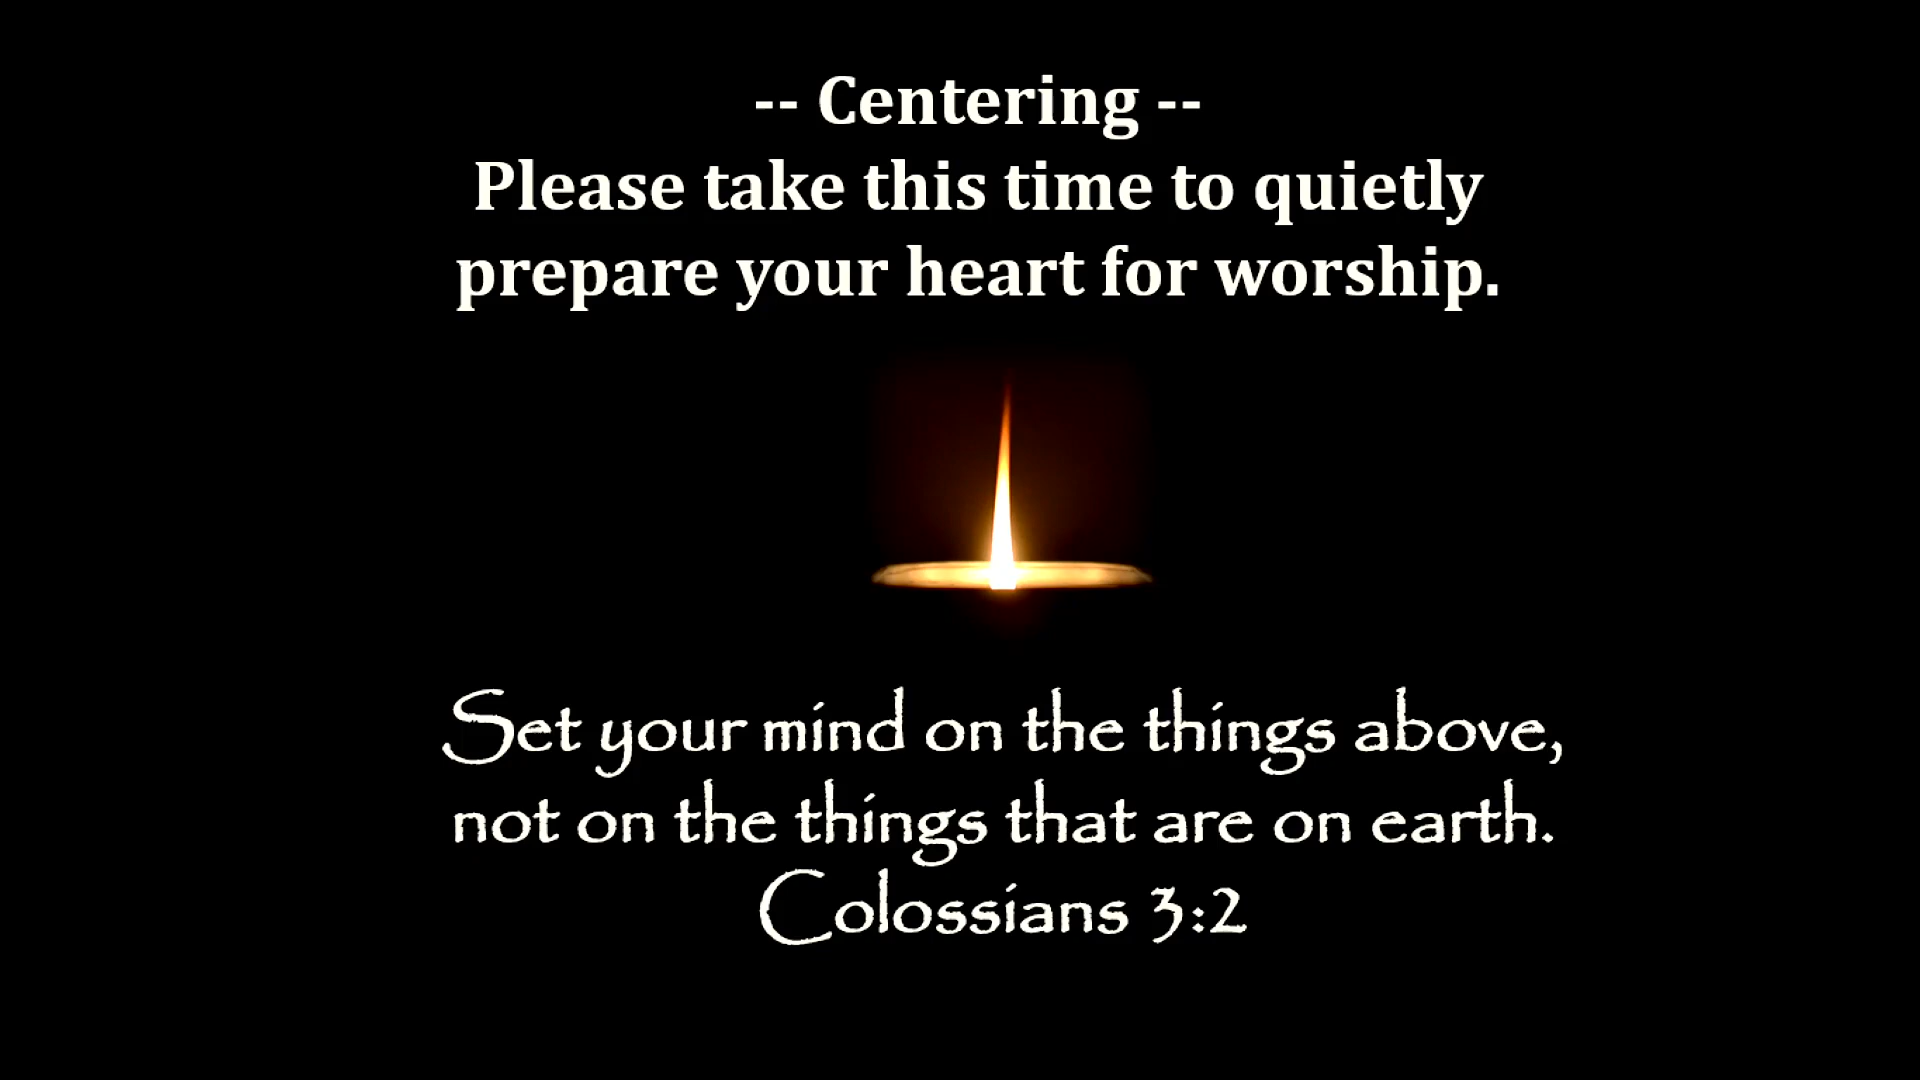 -- Centering --
Please take this time to quietly
prepare your heart for worship.
Set your mind on the things above,
not on the things that are on earth.
Colossians 3:2